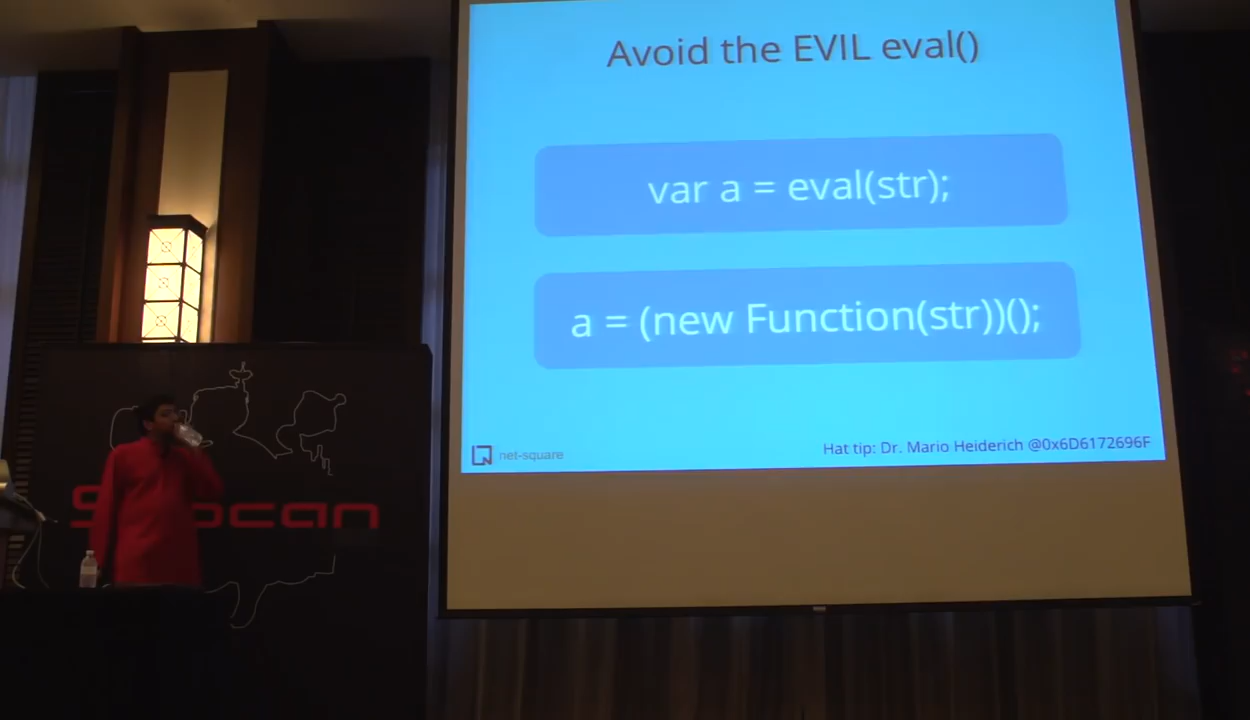 Avoid the EVIL eval()
var a = eval(str);
a = (new Function(str))();
net-square
Hat tip: Dr. Mario Heiderich @0x6D6172696F